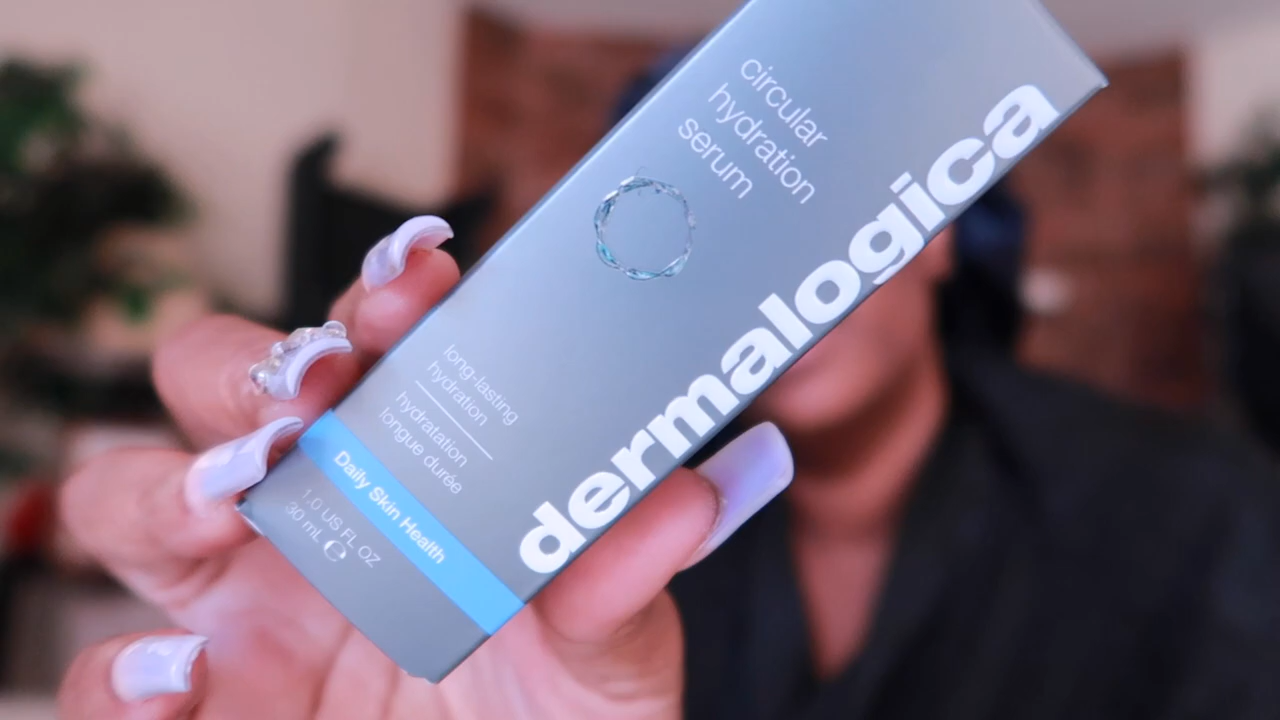 circular
hydration
serum
dermalogica
long-lasting
hydration
hydratation
longue durée
Daily Skin Health
1.0 US FL OZ
30 mL ℮